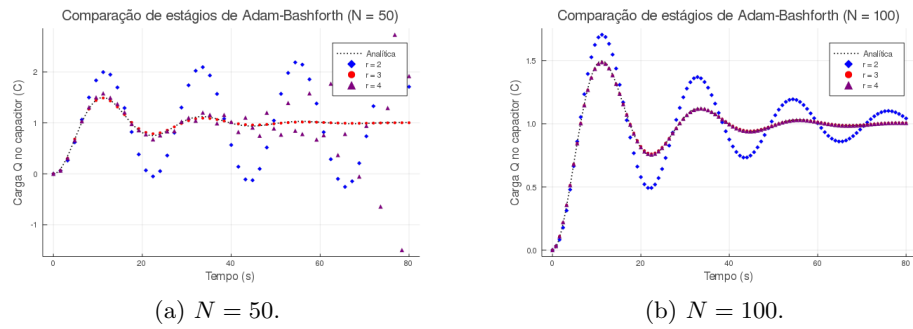 Comparação de estágios de Adam-Bashforth (N = 50)
Carga Q no capacitor (C)
2
1
0
-1
Analítica
r = 2
r = 3
r = 4
0
20
40
60
80
Tempo (s)
(a) N = 50.
Comparação de estágios de Adam-Bashforth (N = 100)
Carga Q no capacitor (C)
1.5
1.0
0.5
0.0
Analítica
r = 2
r = 3
r = 4
0
20
40
60
80
Tempo (s)
(b) N = 100.